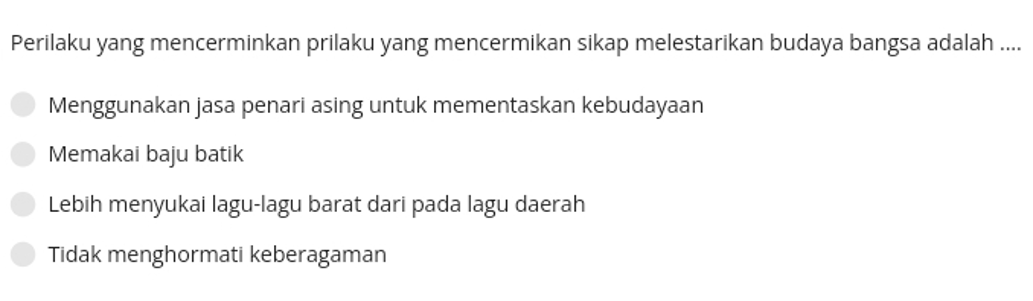 Perilaku yang mencerminkan prilaku yang mencermikan sikap melestarikan budaya bangsa adalah ....
Menggunakan jasa penari asing untuk mementaskan kebudayaan
Memakai baju batik
Lebih menyukai lagu-lagu barat dari pada lagu daerah
Tidak menghormati keberagaman